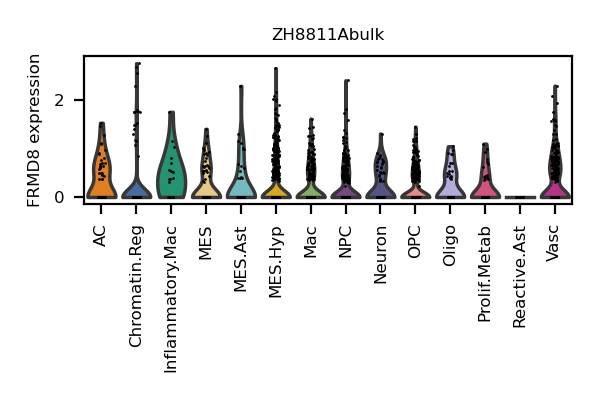 ZH8811Abulk
FRMD8 expression
2
0
AC
Chromatin.Reg
Inflammatory.Mac
MES
MES.Ast
MES.Hyp
Mac
NPC
Neuron
OPC
Oligo
Prolif.Metab
Reactive.Ast
Vasc